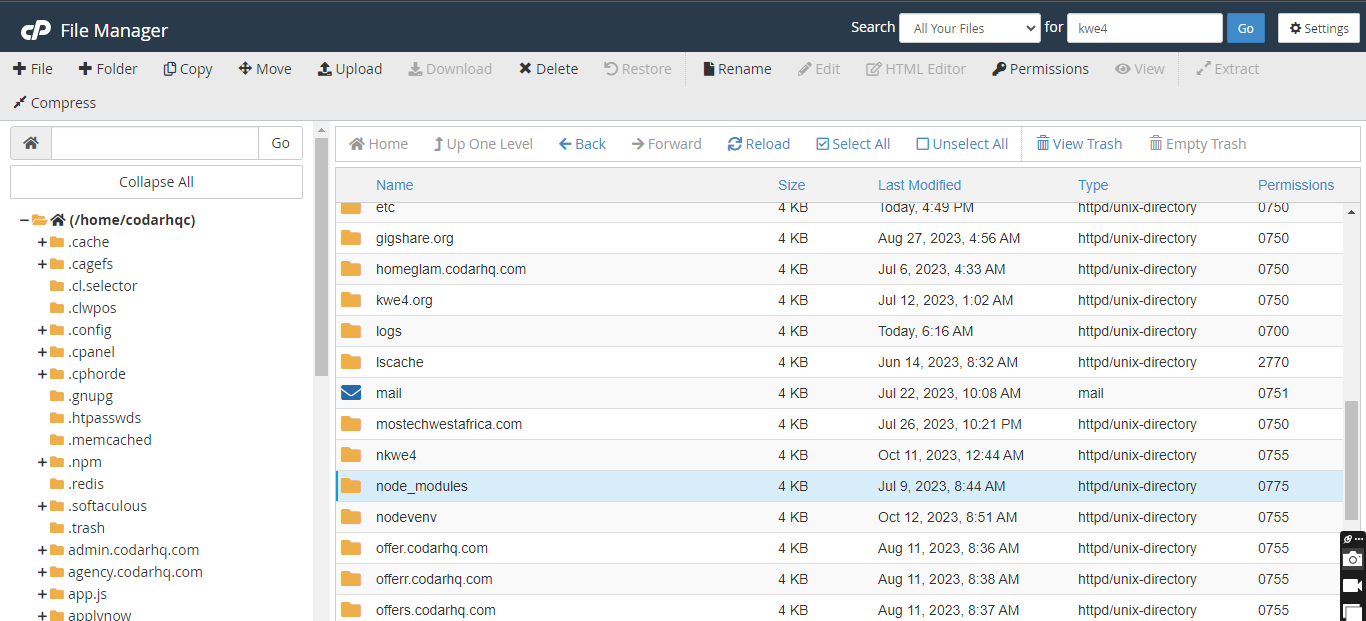 cP File Manager
Search All Your Files for kwe4 Go Settings
File Folder Copy Move Upload Download Delete Restore Rename Edit HTML Editor Permissions View Extract
Compress
Go
Collapse All
(/home/codarhqc)
.cache
.cagefs
.cl.selector
.clwpos
.config
.cpanel
.cphorde
.gnupg
.htpasswds
.memcached
.npm
.redis
.softaculous
.trash
admin.codarhq.com
agency.codarhq.com
app.js
applynow
Home Up One Level Back Forward Reload Select All Unselect All View Trash Empty Trash
Name Size Last Modified Type Permissions
etc 4 KB Today, 4:49 PM httpd/unix-directory 0750
gigshare.org 4 KB Aug 27, 2023, 4:56 AM httpd/unix-directory 0750
homeglam.codarhq.com 4 KB Jul 6, 2023, 4:33 AM httpd/unix-directory 0750
kwe4.org 4 KB Jul 12, 2023, 1:02 AM httpd/unix-directory 0750
logs 4 KB Today, 6:16 AM httpd/unix-directory 0700
lscache 4 KB Jun 14, 2023, 8:32 AM httpd/unix-directory 2770
mail 4 KB Jul 22, 2023, 10:08 AM mail 0751
mostechwestafrica.com 4 KB Jul 26, 2023, 10:21 PM httpd/unix-directory 0750
nkwe4 4 KB Oct 11, 2023, 12:44 AM httpd/unix-directory 0755
node_modules 4 KB Jul 9, 2023, 8:44 AM httpd/unix-directory 0775
nodevenv 4 KB Oct 12, 2023, 8:51 AM httpd/unix-directory 0755
offer.codarhq.com 4 KB Aug 11, 2023, 8:36 AM httpd/unix-directory 0755
offerr.codarhq.com 4 KB Aug 11, 2023, 8:38 AM httpd/unix-directory 0755
offers.codarhq.com 4 KB Aug 11, 2023, 8:37 AM httpd/unix-directory 0755